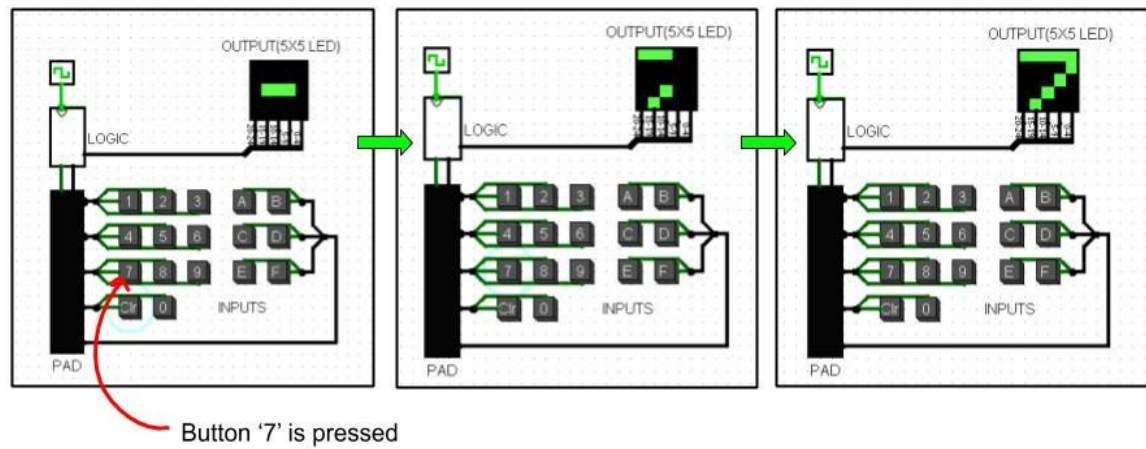 OUTPUT(5X5 LED)
LOGIC
1 2 3 A B
4 5 6 C D
7 8 9 E F
Clr 0 INPUTS
PAD
OUTPUT(5X5 LED)
LOGIC
1 2 3 A B
4 5 6 C D
7 8 9 E F
Clr 0 INPUTS
PAD
OUTPUT(5X5 LED)
LOGIC
1 2 3 A B
4 5 6 C D
7 8 9 E F
Clr 0 INPUTS
PAD
Button ‘7’ is pressed